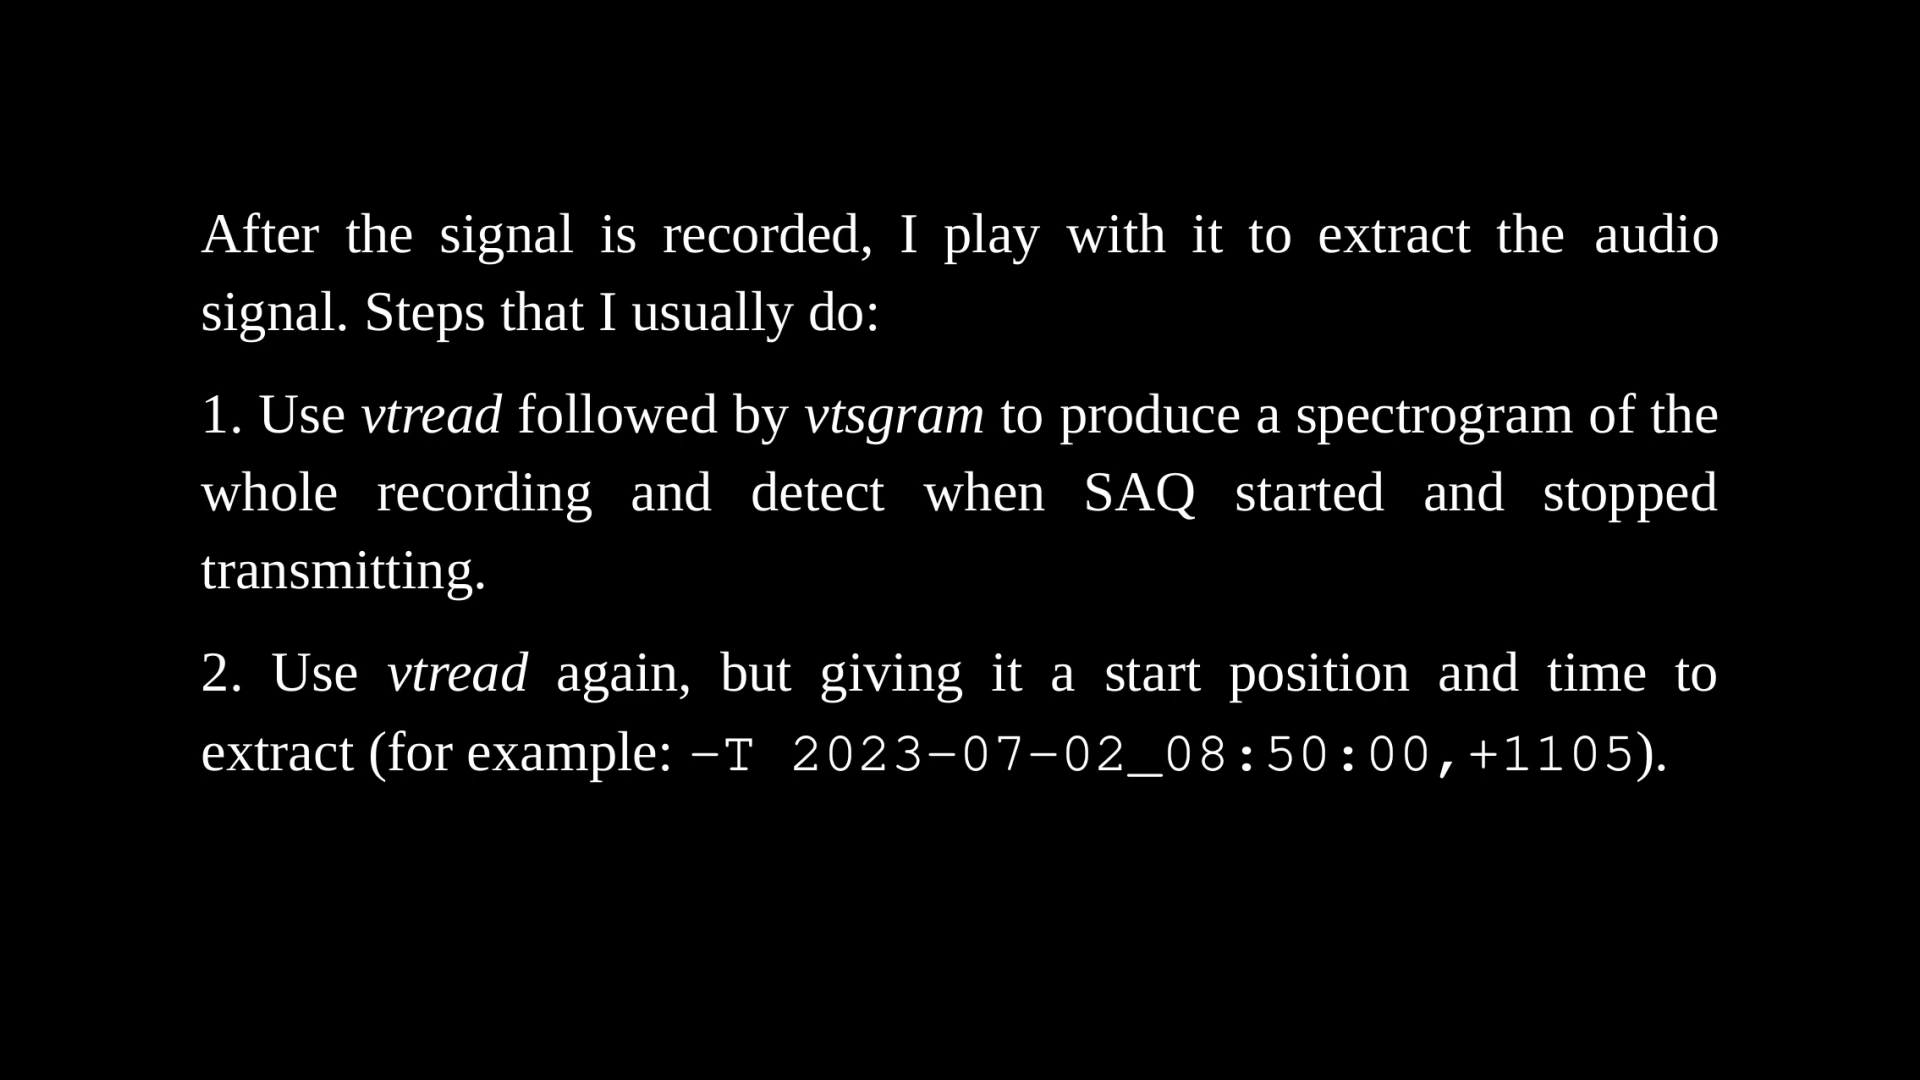 After the signal is recorded, I play with it to extract the audio
signal. Steps that I usually do:
1. Use vtread followed by vtsgram to produce a spectrogram of the
whole recording and detect when SAQ started and stopped
transmitting.
2. Use vtread again, but giving it a start position and time to
extract (for example: -T 2023-07-02_08:50:00,+1105).